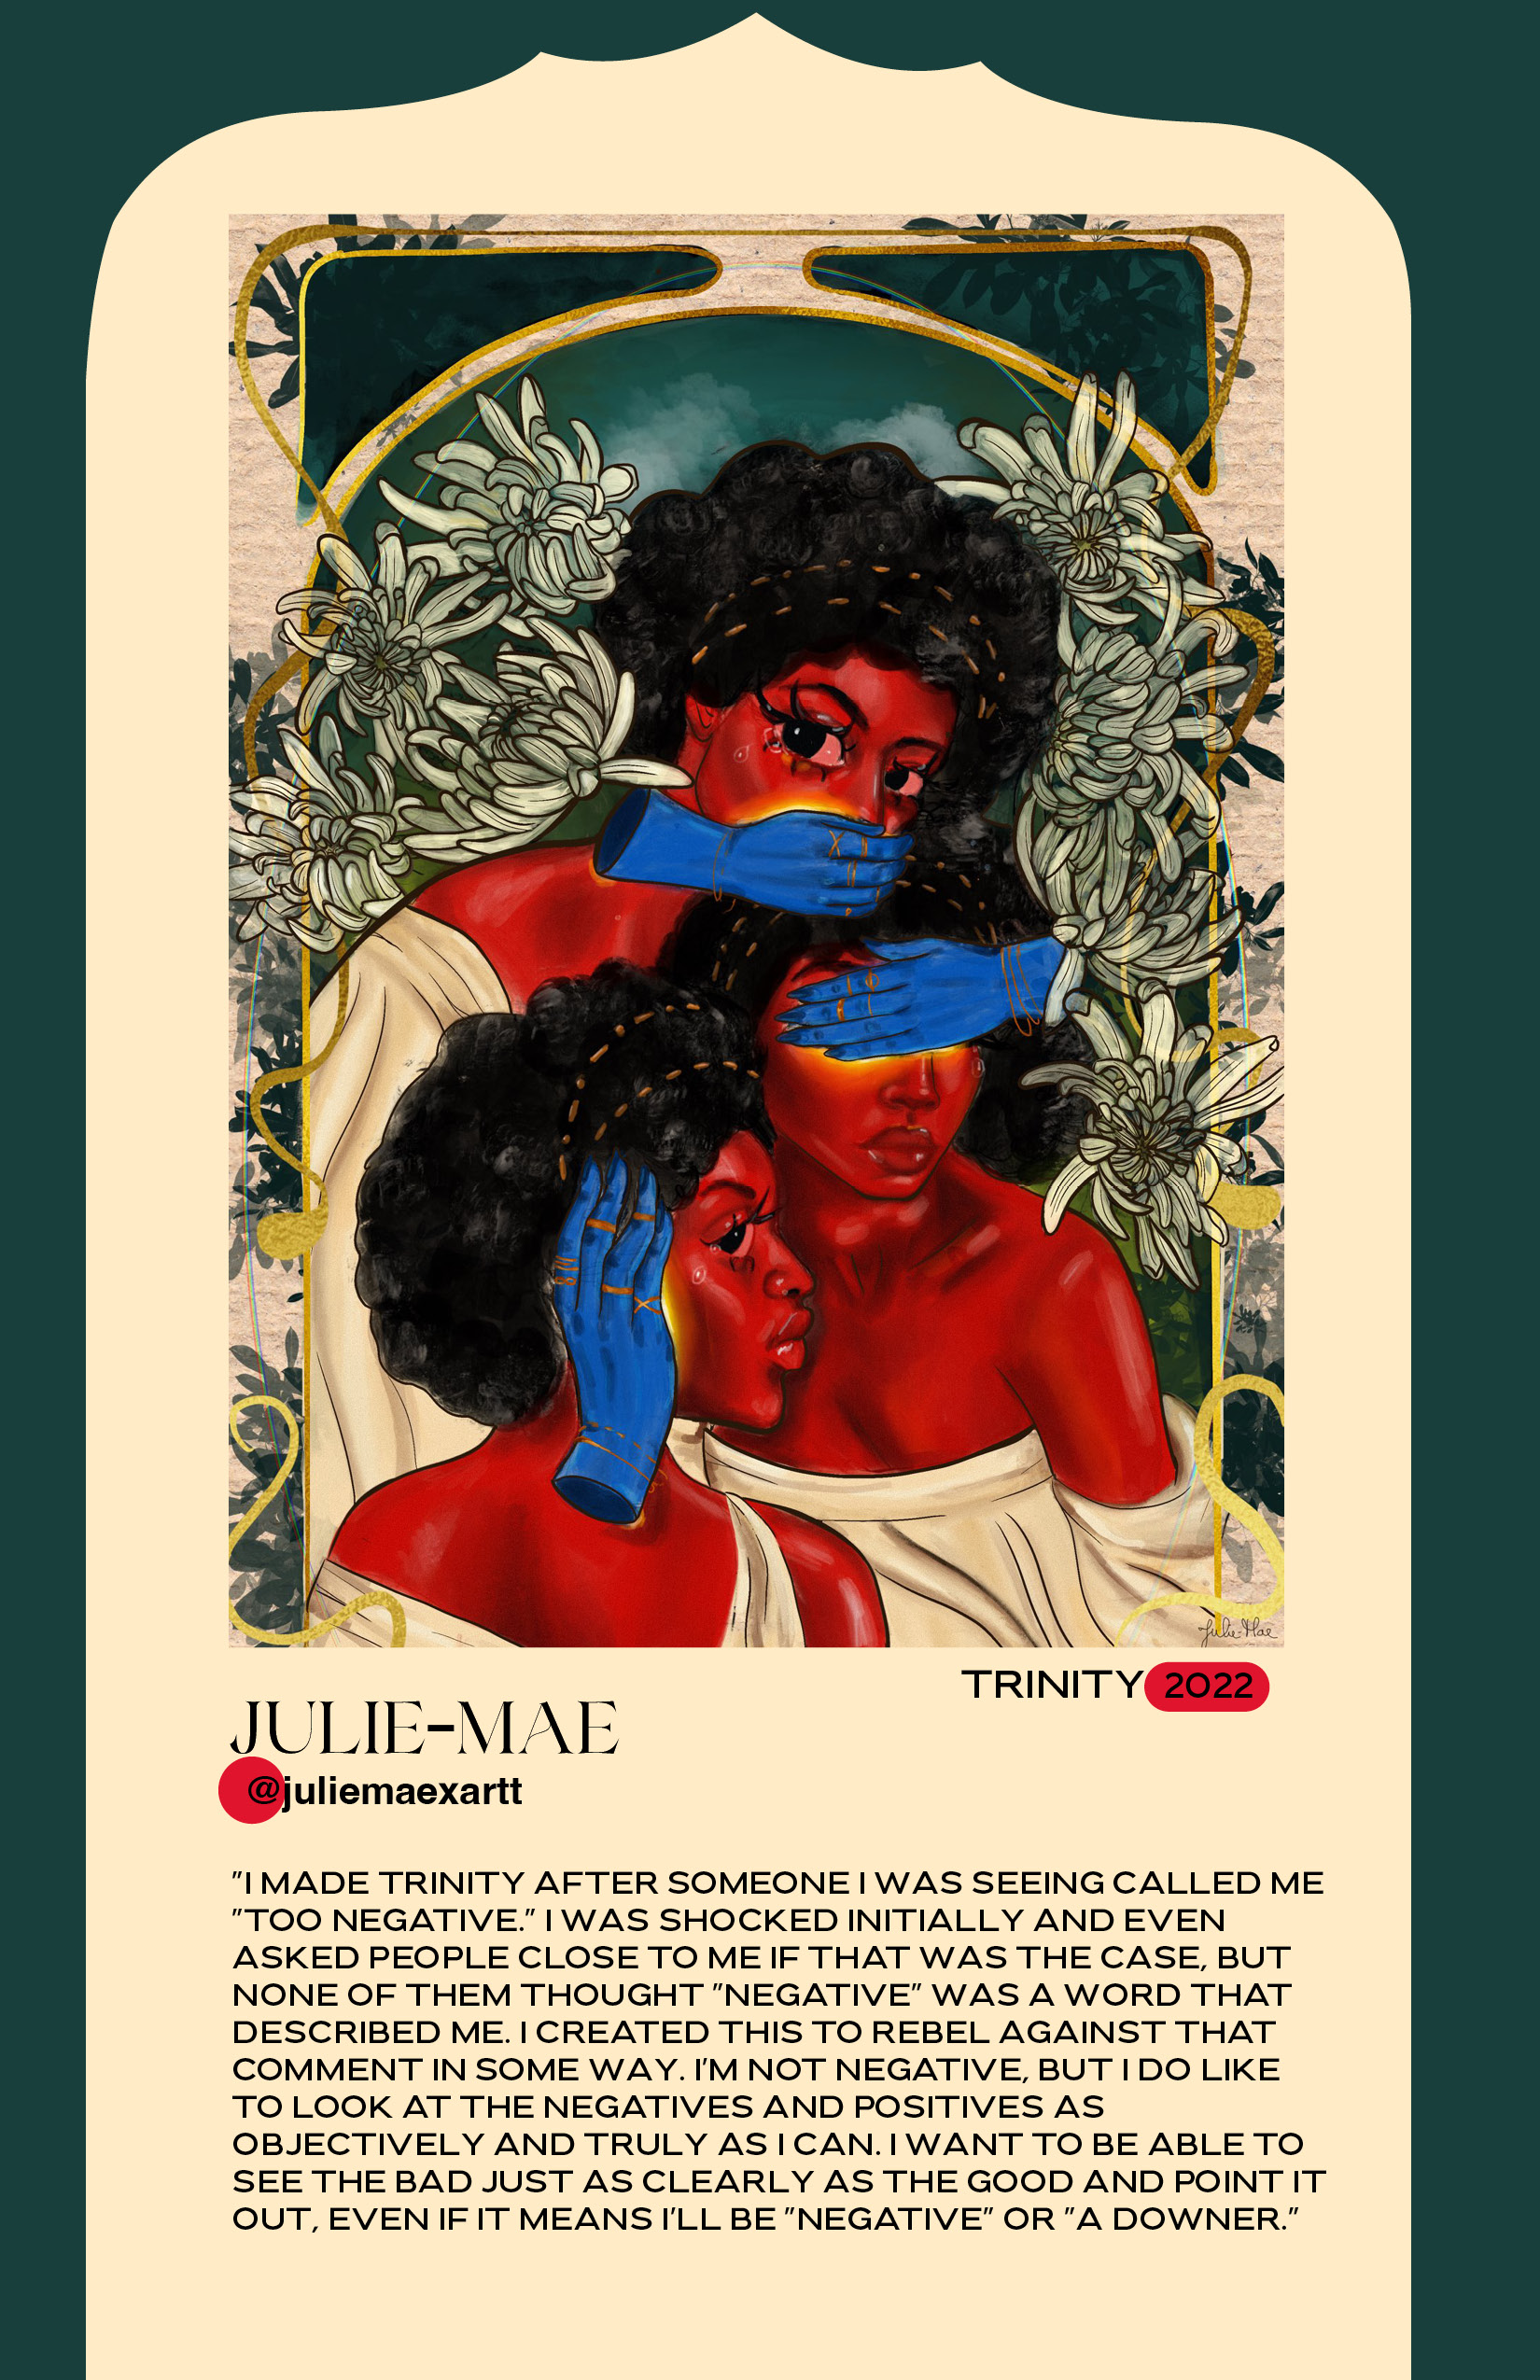 Julie-Mae
TRINITY 2022
JULIE-MAE
@juliemaexartt
"I MADE TRINITY AFTER SOMEONE I WAS SEEING CALLED ME
"TOO NEGATIVE." I WAS SHOCKED INITIALLY AND EVEN
ASKED PEOPLE CLOSE TO ME IF THAT WAS THE CASE, BUT
NONE OF THEM THOUGHT "NEGATIVE" WAS A WORD THAT
DESCRIBED ME. I CREATED THIS TO REBEL AGAINST THAT
COMMENT IN SOME WAY. I'M NOT NEGATIVE, BUT I DO LIKE
TO LOOK AT THE NEGATIVES AND POSITIVES AS
OBJECTIVELY AND TRULY AS I CAN. I WANT TO BE ABLE TO
SEE THE BAD JUST AS CLEARLY AS THE GOOD AND POINT IT
OUT, EVEN IF IT MEANS I'LL BE "NEGATIVE" OR "A DOWNER."